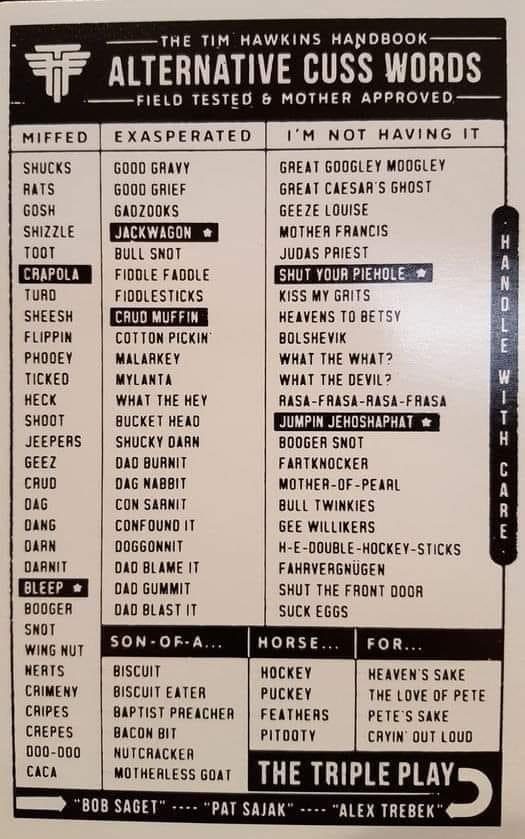 THE TIM HAWKINS HANDBOOK
ALTERNATIVE CUSS WORDS
FIELD TESTED & MOTHER APPROVED
MIFFED
SHUCKS
RATS
GOSH
SHIZZLE
TOOT
CRAPOLA
TURD
SHEESH
FLIPPIN
PHOOEY
TICKED
HECK
SHOOT
JEEPERS
GEEZ
CRUD
DAG
DANG
DARN
DARNIT
BLEEP ★
BOOGER
SNOT
WING NUT
NERTS
CRIMENY
CRIPES
CREPES
DOO-DOO
CACA
EXASPERATED
GOOD GRAVY
GOOD GRIEF
GADZOOKS
JACKWAGON ★
BULL SNOT
FIDDLE FADDLE
FIDDLESTICKS
CRUD MUFFIN
COTTON PICKIN'
MALARKEY
MYLANTA
WHAT THE HEY
BUCKET HEAD
SHUCKY DARN
DAD BURNIT
DAG NABBIT
CON SARNIT
CONFOUND IT
DOGGONNIT
DAD BLAME IT
DAD GUMMIT
DAD BLAST IT
I'M NOT HAVING IT
GREAT GOOGLEY MOOGLEY
GREAT CAESAR'S GHOST
GEEZE LOUISE
MOTHER FRANCIS
JUDAS PRIEST
SHUT YOUR PIEHOLE ★
KISS MY GRITS
HEAVENS TO BETSY
BOLSHEVIK
WHAT THE WHAT?
WHAT THE DEVIL?
RASA-FRASA-RASA-FRASA
JUMPIN JEHOSHAPHAT ★
BOOGER SNOT
FARTKNOCKER
MOTHER-OF-PEARL
BULL TWINKIES
GEE WILLIKERS
H-E-DOUBLE-HOCKEY-STICKS
FAHRVERGNÜGEN
SHUT THE FRONT DOOR
SUCK EGGS
HANDLE WITH CARE
SON-OF-A...
BISCUIT
BISCUIT EATER
BAPTIST PREACHER
BACON BIT
NUTCRACKER
MOTHERLESS GOAT
HORSE...
HOCKEY
PUCKEY
FEATHERS
PITOOTY
FOR...
HEAVEN'S SAKE
THE LOVE OF PETE
PETE'S SAKE
CRYIN' OUT LOUD
THE TRIPLE PLAY
"BOB SAGET" ---- "PAT SAJAK" ---- "ALEX TREBEK"